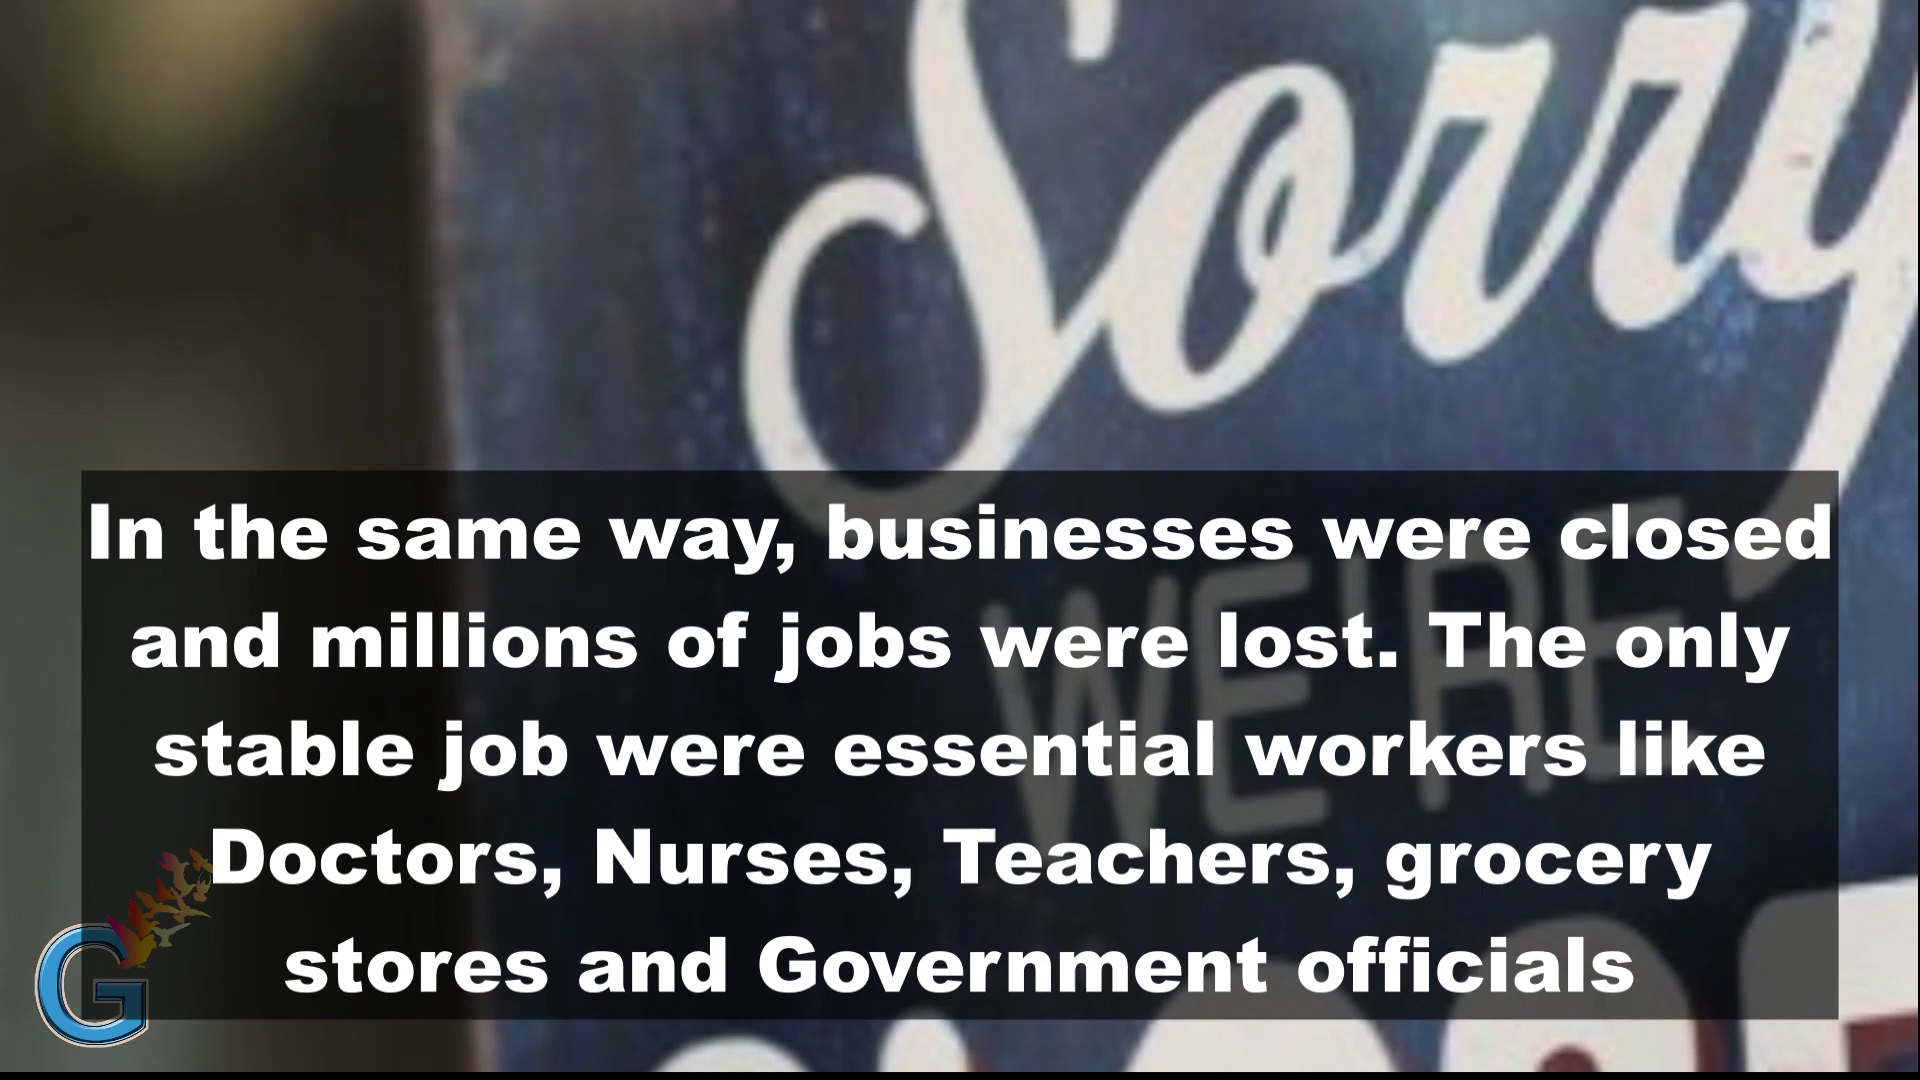 Sorry
WE'RE
In the same way, businesses were closed
and millions of jobs were lost. The only
stable job were essential workers like
Doctors, Nurses, Teachers, grocery
stores and Government officials
G